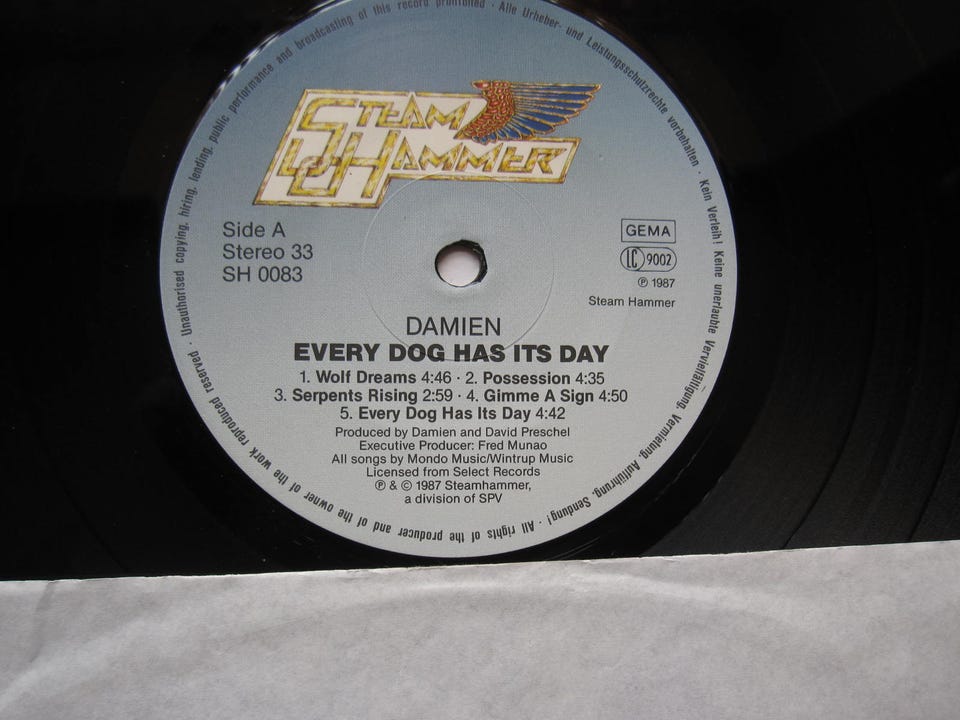 Unauthorised copying, hiring, lending, public performance and broadcasting of this record prohibited · Alle Urheber- und Leistungsschutzrechte vorbehalten · Kein Verleih! Keine unerlaubte Vervielfältigung, Vermietung, Aufführung, Sendung! · All rights of the producer and of the owner of the work reproduced reserved ·
STEAM
HAMMER
Side A
Stereo 33
SH 0083
GEMA
LC 9002
℗ 1987
Steam Hammer
DAMIEN
EVERY DOG HAS ITS DAY
1. Wolf Dreams 4:46 · 2. Possession 4:35
3. Serpents Rising 2:59 · 4. Gimme A Sign 4:50
5. Every Dog Has Its Day 4:42
Produced by Damien and David Preschel
Executive Producer: Fred Munao
All songs by Mondo Music/Wintrup Music
Licensed from Select Records
℗ & © 1987 Steamhammer,
a division of SPV